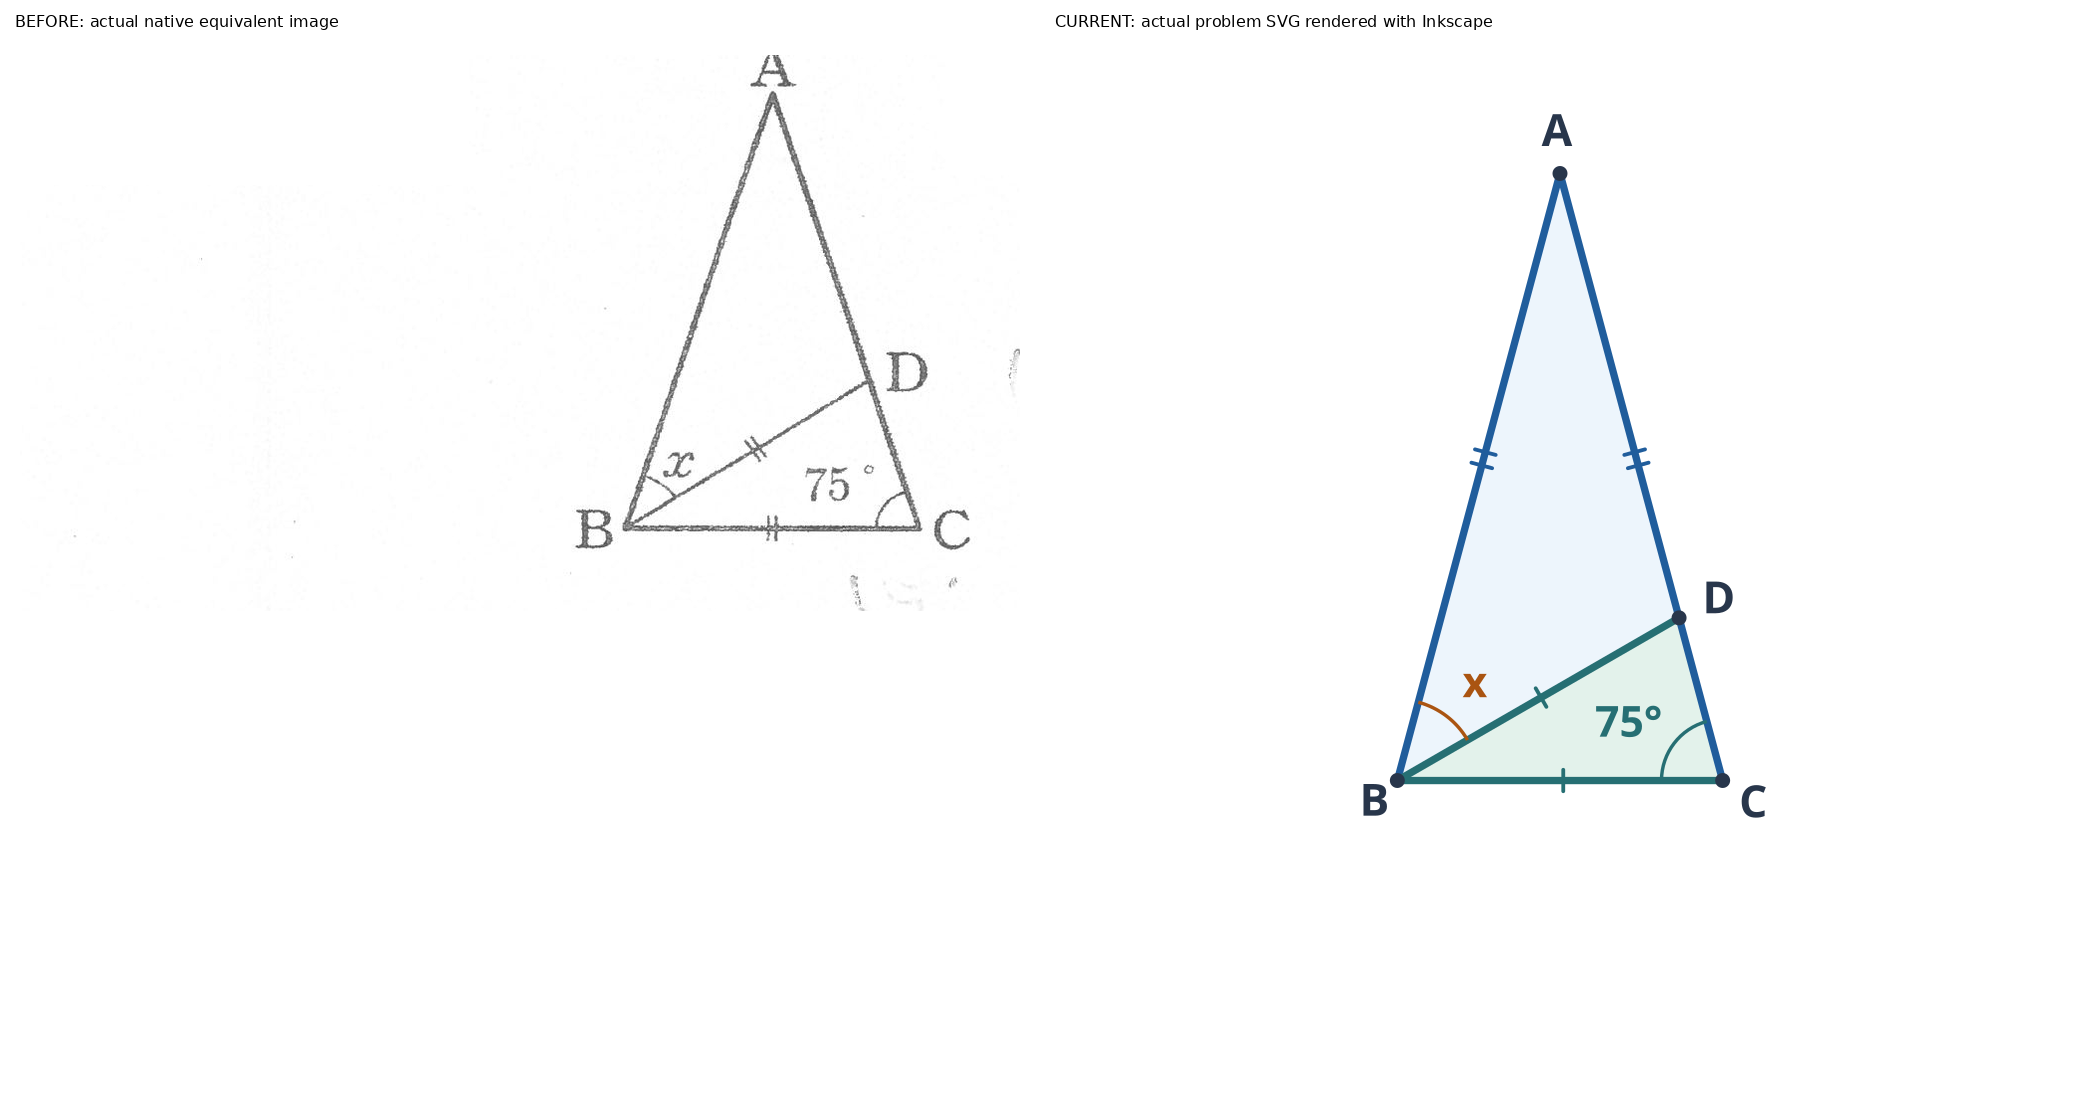 BEFORE: actual native equivalent image
A
D
x
75°
B
C
CURRENT: actual problem SVG rendered with Inkscape
A
D
x
75°
B
C